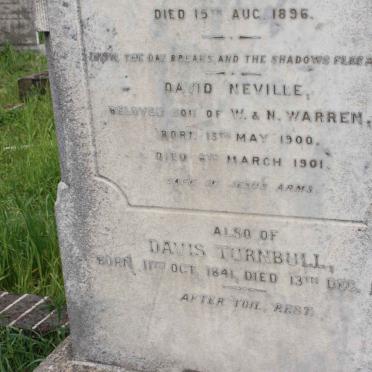 DIED 15TH AUG. 1896.
UNTIL THE DAY BREAKS AND THE SHADOWS FLEE A
DAVID NEVILLE,
BELOVED SON OF W. & N. WARREN,
BORN 13TH MAY 1900.
DIED 4TH MARCH 1901.
SAFE IN JESUS ARMS.
ALSO OF
DAVIS TURNBULL,
BORN 11TH OCT. 1841, DIED 13TH DEC.
AFTER TOIL, REST.